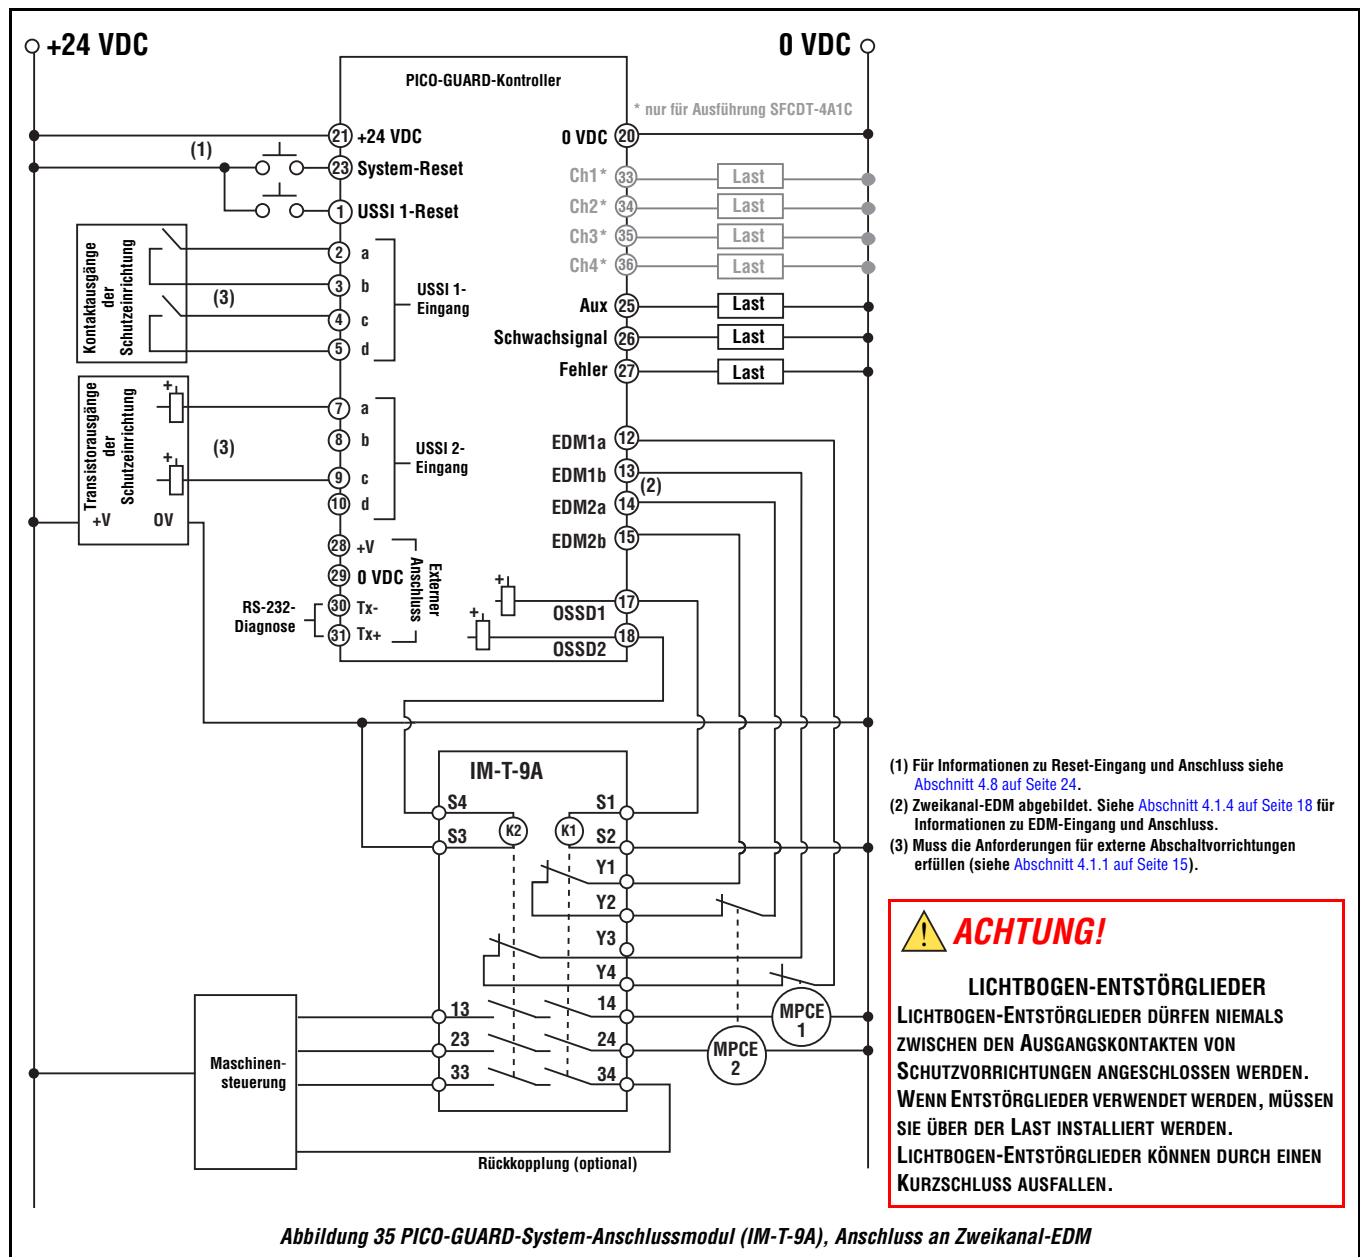 +24 VDC
0 VDC
PICO-GUARD-Kontroller
* nur für Ausführung SFCDT-4A1C
21 +24 VDC
0 VDC 20
(1)
23 System-Reset
Ch1* 33 Last
1 USSI 1-Reset
Ch2* 34 Last
Ch3* 35 Last
Ch4* 36 Last
Kontaktausgänge
der
Schutzeinrichtung
(3)
2 a
3 b
4 c
5 d
USSI 1-
Eingang
Aux 25 Last
Schwachsignal 26 Last
Fehler 27 Last
Transistorausgänge
der
Schutzeinrichtung
+
+
+V 0V
(3)
7 a
8 b
9 c
10 d
USSI 2-
Eingang
EDM1a 12
EDM1b 13
(2)
EDM2a 14
EDM2b 15
28 +V
29 0 VDC
30 Tx-
31 Tx+
Externer
Anschluss
RS-232-
Diagnose
+
OSSD1 17
+
OSSD2 18
IM-T-9A
S4 S1
K2 K1
S3 S2
Y1
Y2
Y3
Y4
13 14
23 24
33 34
MPCE
1
MPCE
2
Maschinen-
steuerung
Rückkopplung (optional)
(1) Für Informationen zu Reset-Eingang und Anschluss siehe
Abschnitt 4.8 auf Seite 24.
(2) Zweikanal-EDM abgebildet. Siehe Abschnitt 4.1.4 auf Seite 18 für
Informationen zu EDM-Eingang und Anschluss.
(3) Muss die Anforderungen für externe Abschaltvorrichtungen
erfüllen (siehe Abschnitt 4.1.1 auf Seite 15).
! ACHTUNG!
LICHTBOGEN-ENTSTÖRGLIEDER
LICHTBOGEN-ENTSTÖRGLIEDER DÜRFEN NIEMALS
ZWISCHEN DEN AUSGANGSKONTAKTEN VON
SCHUTZVORRICHTUNGEN ANGESCHLOSSEN WERDEN.
WENN ENTSTÖRGLIEDER VERWENDET WERDEN, MÜSSEN
SIE ÜBER DER LAST INSTALLIERT WERDEN.
LICHTBOGEN-ENTSTÖRGLIEDER KÖNNEN DURCH EINEN
KURZSCHLUSS AUSFALLEN.
Abbildung 35 PICO-GUARD-System-Anschlussmodul (IM-T-9A), Anschluss an Zweikanal-EDM